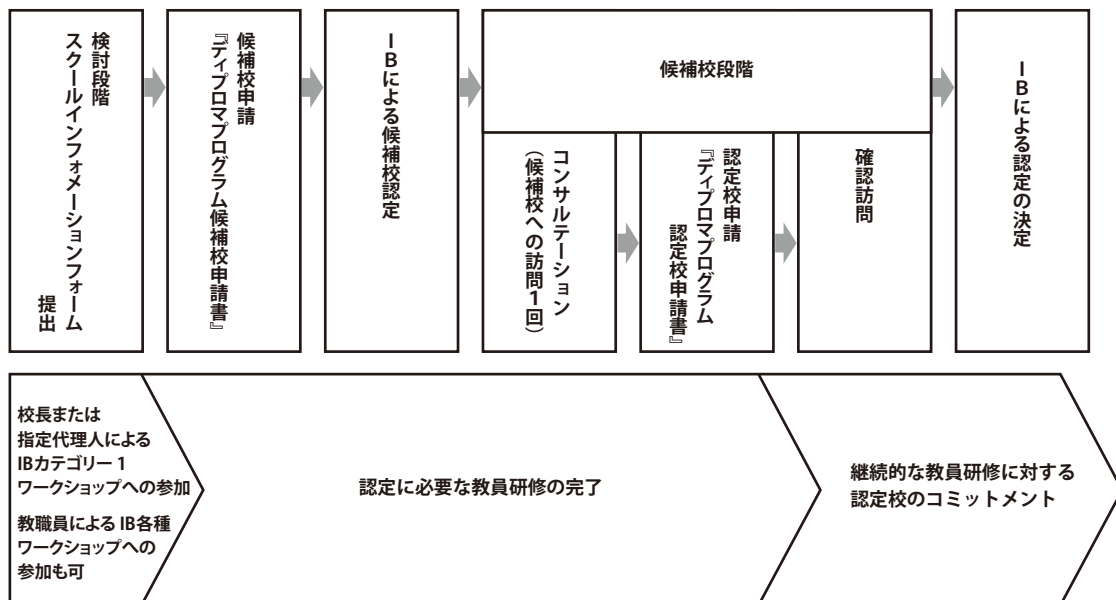 検討段階
スクールインフォメーションフォーム
提出
候補校申請
『ディプロマプログラム候補校申請書』
IBによる候補校認定
候補校段階
コンサルテーション
（候補校への訪問1回）
認定校申請
『ディプロマプログラム
認定校申請書』
確認訪問
IBによる認定の決定
校長または
指定代理人による
IBカテゴリー 1
ワークショップへの参加
教職員による IB各種
ワークショップへの
参加も可
認定に必要な教員研修の完了
継続的な教員研修に対する
認定校のコミットメント